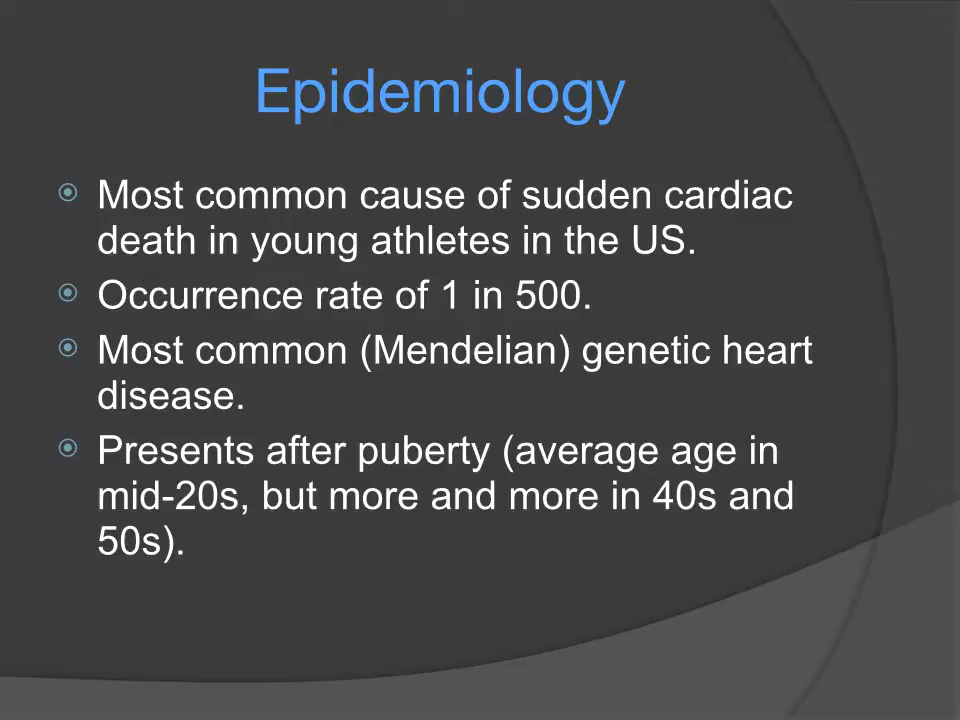 Epidemiology
Most common cause of sudden cardiac
death in young athletes in the US.
Occurrence rate of 1 in 500.
Most common (Mendelian) genetic heart
disease.
Presents after puberty (average age in
mid-20s, but more and more in 40s and
50s).